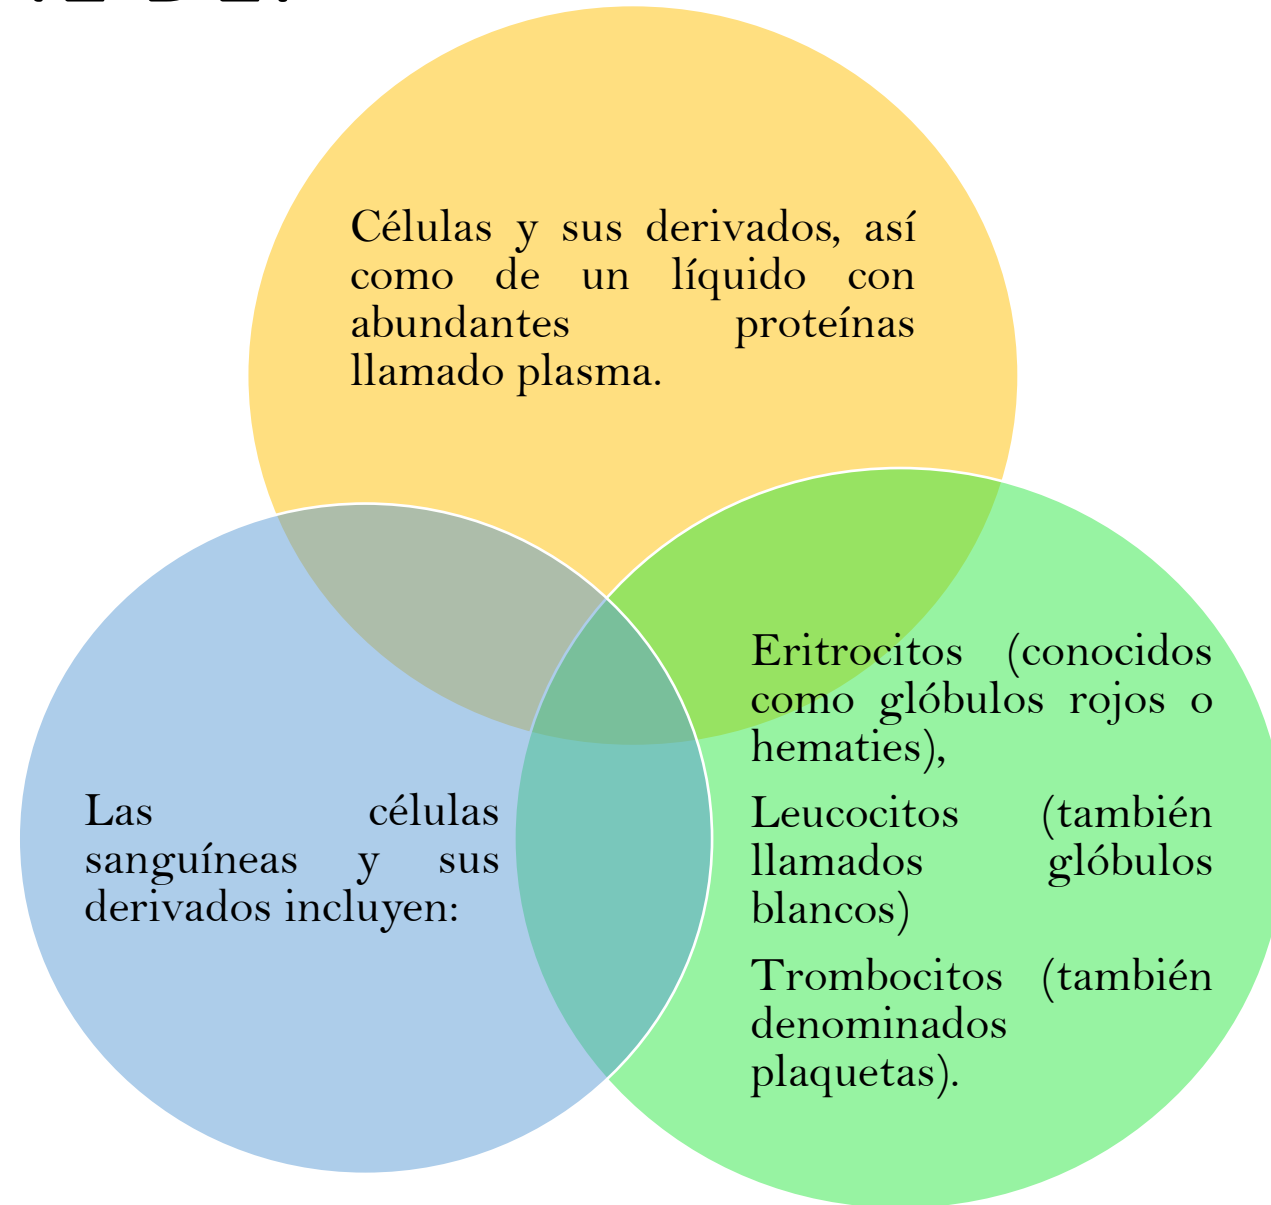 Células y sus derivados, así
como de un líquido con
abundantes proteínas
llamado plasma.
Las células
sanguíneas y sus
derivados incluyen:
Eritrocitos (conocidos
como glóbulos rojos o
hematies),
Leucocitos (también
llamados glóbulos
blancos)
Trombocitos (también
denominados
plaquetas).